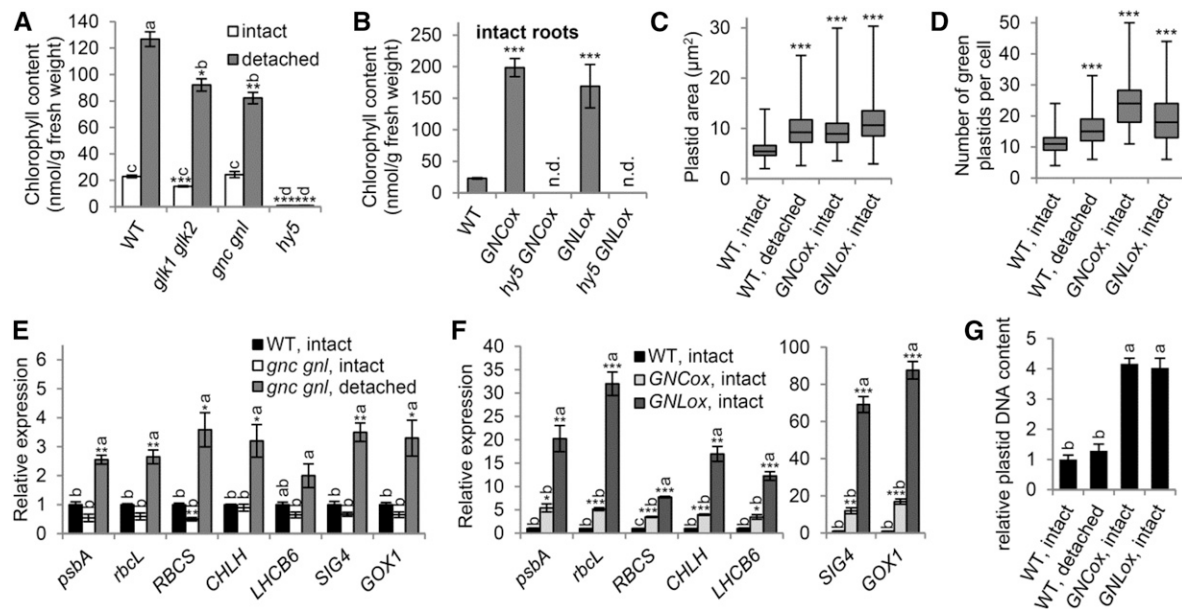 A
Chlorophyll content
(nmol/g fresh weight)
140
120
100
80
60
40
20
0
intact
detached
a
c
b
*
c
***
b
**
c
d d
******
WT
glk1 glk2
gnc gnl
hy5
B
intact roots
Chlorophyll content
(nmol/g fresh weight)
250
200
150
100
50
0
***
n.d.
***
n.d.
WT
GNCox
hy5 GNCox
GNLox
hy5 GNLox
C
Plastid area (µm²)
30
20
10
0
***
***
***
WT, intact
WT, detached
GNCox, intact
GNLox, intact
D
Number of green
plastids per cell
50
40
30
20
10
0
***
***
***
WT, intact
WT, detached
GNCox, intact
GNLox, intact
E
Relative expression
6
5
4
3
2
1
0
WT, intact
gnc gnl, intact
gnc gnl, detached
b b a
**
b b a
**
b b a
** *
b b a
*
ab b a
b b a
**
b b a
*
psbA
rbcL
RBCS
CHLH
LHCB6
SIG4
GOX1
F
Relative expression
40
35
30
25
20
15
10
5
0
WT, intact
GNCox, intact
GNLox, intact
b b a
* **
b b a
*** ***
c b a
*** ***
b b a
*** **
b b a
* ***
psbA
rbcL
RBCS
CHLH
LHCB6
100
80
60
40
20
0
b b a
** ***
b b a
*** ***
SIG4
GOX1
G
relative plastid DNA content
5
4
3
2
1
0
b
b
a
a
WT, intact
WT, detached
GNCox, intact
GNLox, intact